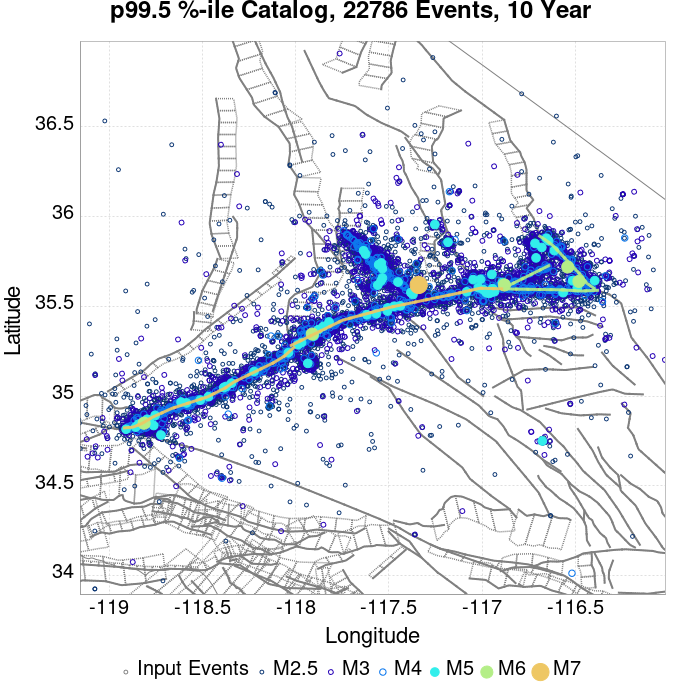 p99.5 %-ile Catalog, 22786 Events, 10 Year
Latitude
36.5
36
35.5
35
34.5
34
-119 -118.5 -118 -117.5 -117 -116.5
Longitude
Input Events M2.5 M3 M4 M5 M6 M7